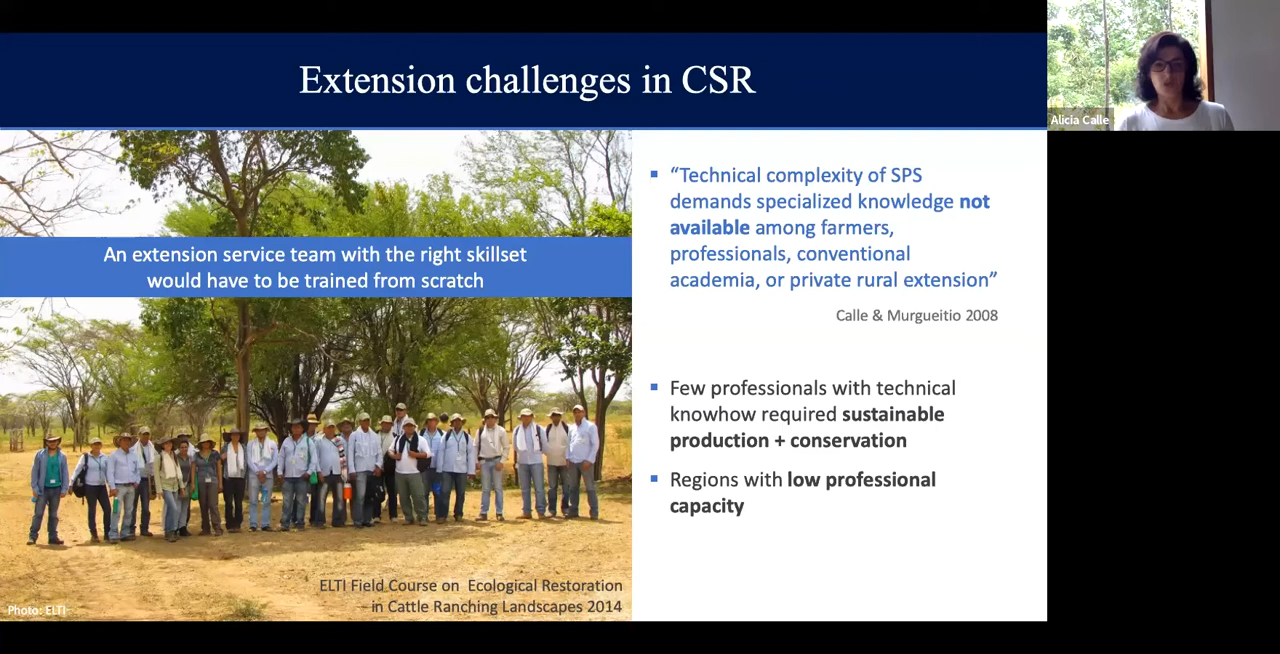 Extension challenges in CSR
Alicia Calle
An extension service team with the right skillset
would have to be trained from scratch
ELTI Field Course on Ecological Restoration
in Cattle Ranching Landscapes 2014
Photo: ELTI
▪ “Technical complexity of SPS
demands specialized knowledge not
available among farmers,
professionals, conventional
academia, or private rural extension”
Calle & Murgueitio 2008
▪ Few professionals with technical
knowhow required sustainable
production + conservation
▪ Regions with low professional
capacity